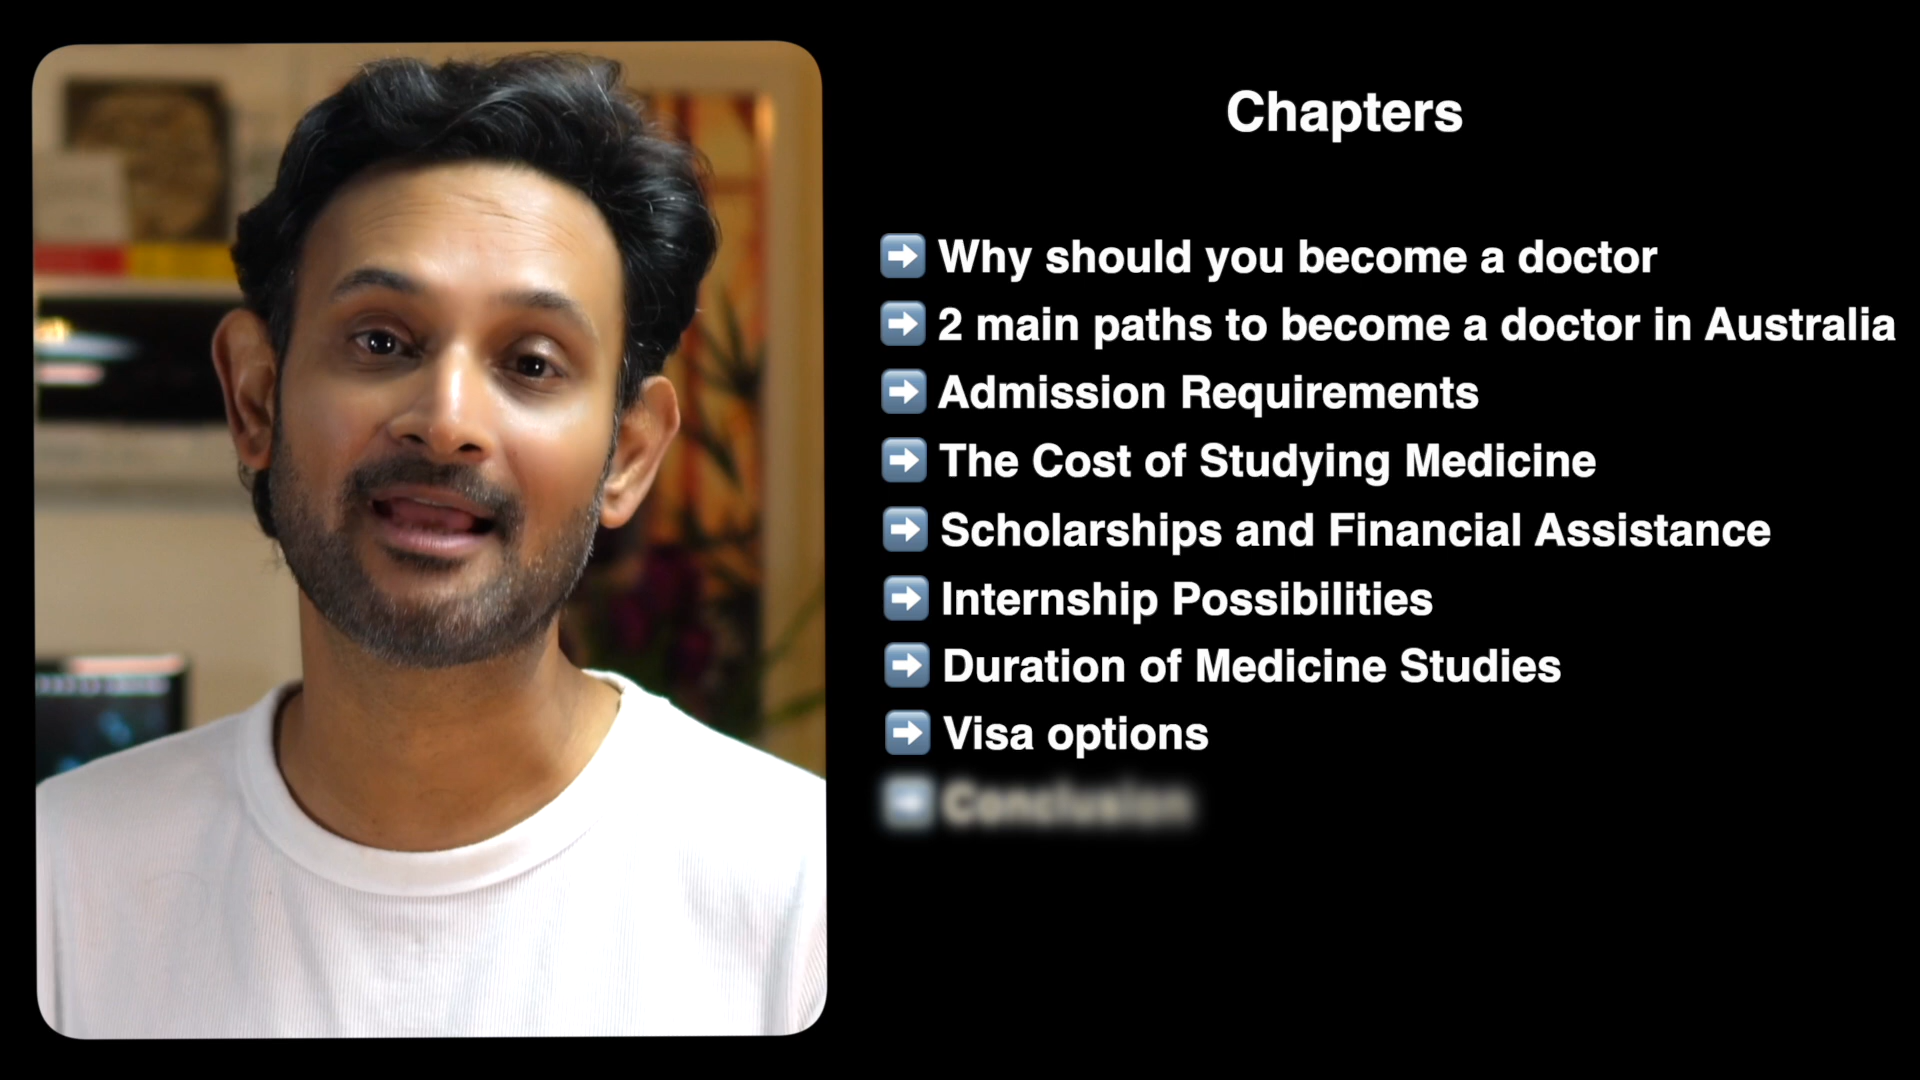 Chapters
➡️ Why should you become a doctor
➡️ 2 main paths to become a doctor in Australia
➡️ Admission Requirements
➡️ The Cost of Studying Medicine
➡️ Scholarships and Financial Assistance
➡️ Internship Possibilities
➡️ Duration of Medicine Studies
➡️ Visa options
➡️ Conclusion